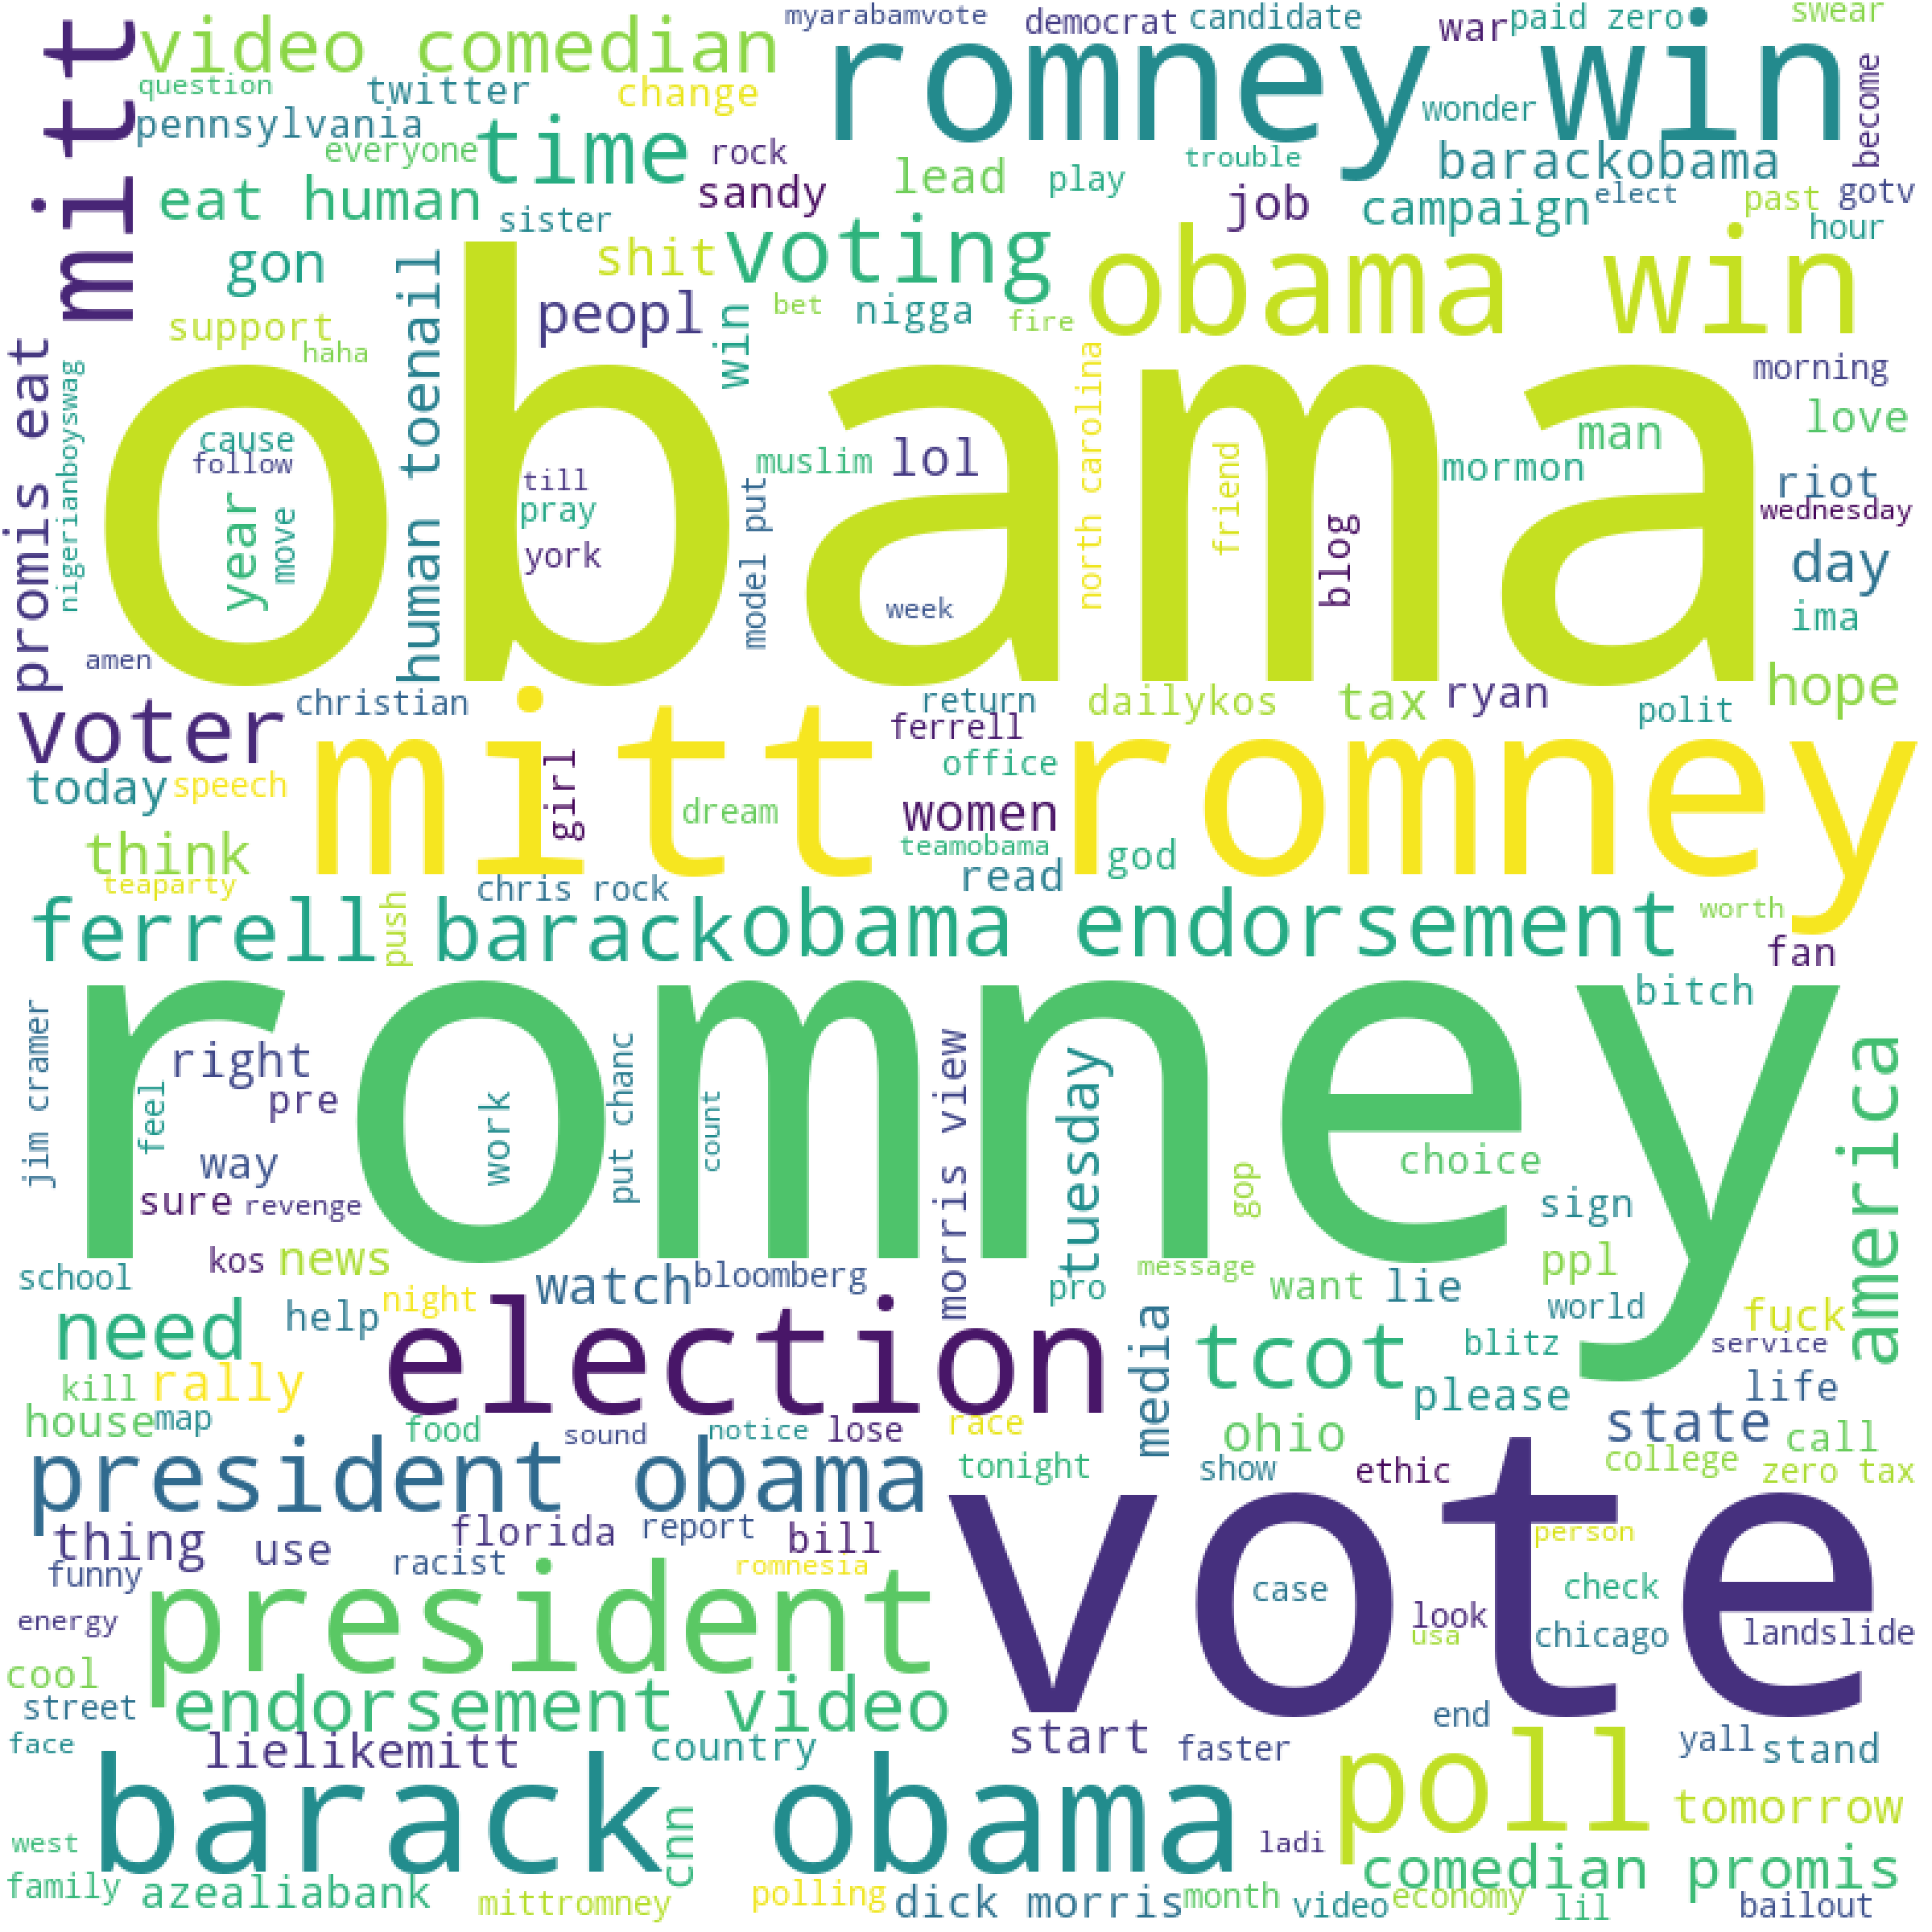 myarabamvote democrat candidate war paid zero swear
mitt video comedian romney win
question twitter change wonder become
pennsylvania everyone time rock trouble barackobama
eat human sandy lead play job campaign elect past gotv
sister hour
gon human toenail shit voting obama win
support peopl win bet nigga fire
haha
promis eat nigerianboyswag obama north carolina morning
love
cause follow year move till pray york model put muslim lol week friend blog man mormon riot
wednesday
day
ima
amen
christian return dailykos tax ryan polit hope
voter mitt romney ferrell
today speech girl dream office women
teamobama god
think chris rock read
teaparty
ferrell push barack obama endorsement worth
fan
romney bitch
jim cramer right feel pre work put chanc count morris view tuesday america
way choice
sure revenge gop sign
kos news message ppl
school watch bloomberg pro want lie world
need help night election media tcot blitz fuck
service
kill rally please life
house map food sound notice lose race ohio state call
president obama tonight show ethic college zero tax
thing use florida report bill vote person
funny racist romnesia
president case check
energy look usa chicago landslide
cool
street endorsement video end
face lielikemitt country start faster yall stand
barack obama poll
cnn tomorrow
west ladi
family azealiabank comedian promis
mittromney polling dick morris month video economy lil bailout